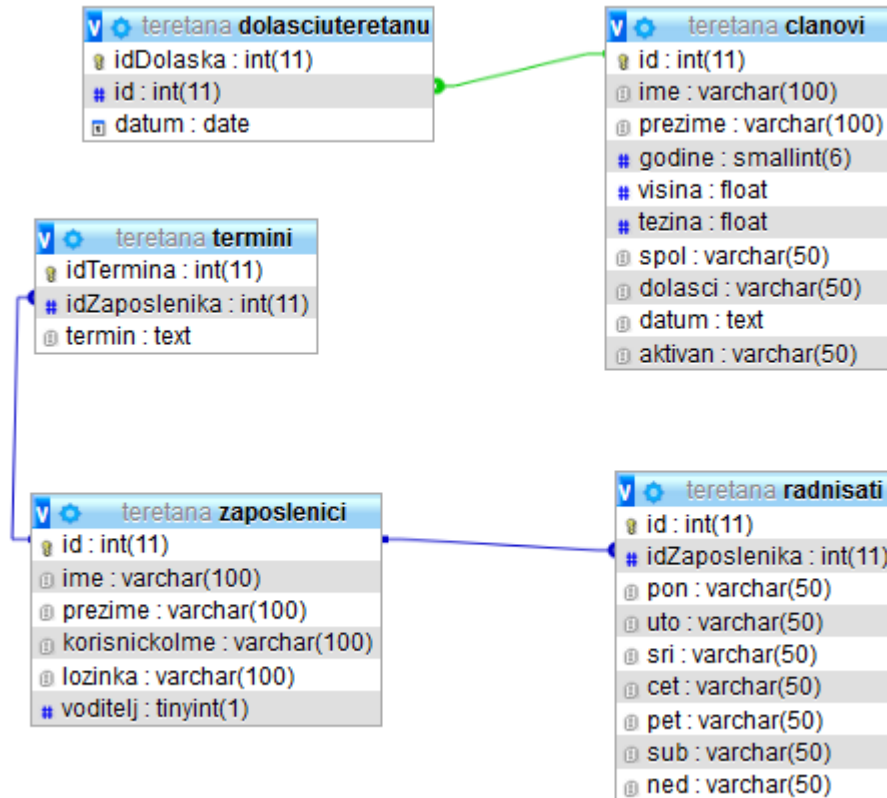 teretana dolasciuteretanu
idDolaska : int(11)
id : int(11)
datum : date
teretana clanovi
id : int(11)
ime : varchar(100)
prezime : varchar(100)
godine : smallint(6)
visina : float
tezina : float
spol : varchar(50)
dolasci : varchar(50)
datum : text
aktivan : varchar(50)
teretana termini
idTermina : int(11)
idZaposlenika : int(11)
termin : text
teretana zaposlenici
id : int(11)
ime : varchar(100)
prezime : varchar(100)
korisnickoIme : varchar(100)
lozinka : varchar(100)
voditelj : tinyint(1)
teretana radnisati
id : int(11)
idZaposlenika : int(11)
pon : varchar(50)
uto : varchar(50)
sri : varchar(50)
cet : varchar(50)
pet : varchar(50)
sub : varchar(50)
ned : varchar(50)